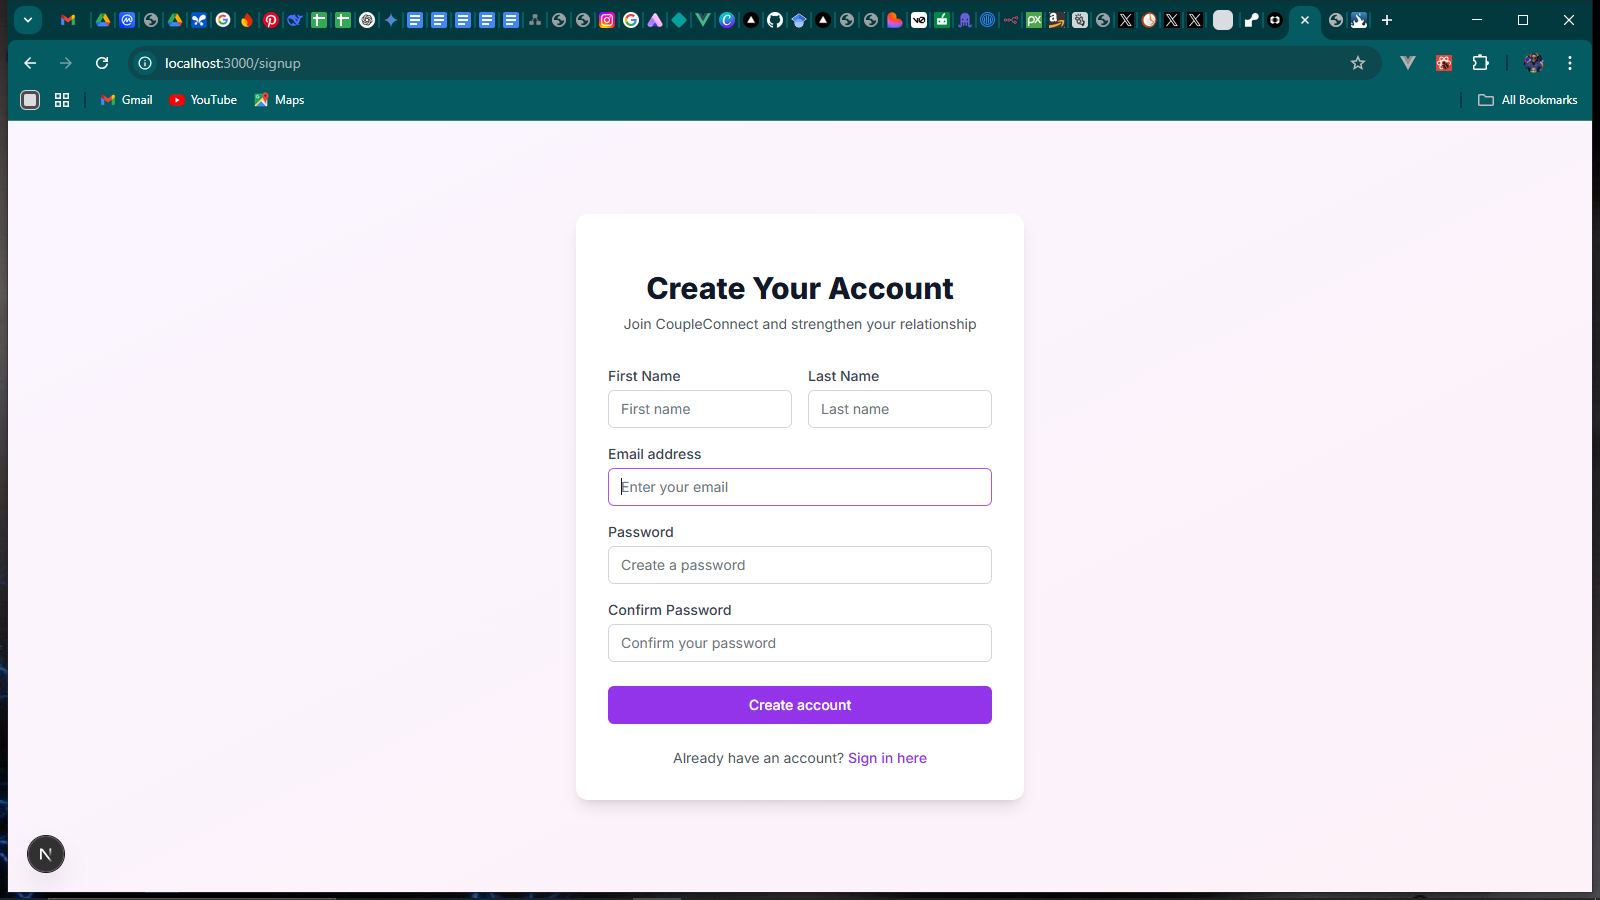 localhost:3000/signup
Gmail
YouTube
Maps
All Bookmarks
Create Your Account
Join CoupleConnect and strengthen your relationship
First Name
Last Name
First name
Last name
Email address
Enter your email
Password
Create a password
Confirm Password
Confirm your password
Create account
Already have an account? Sign in here
N